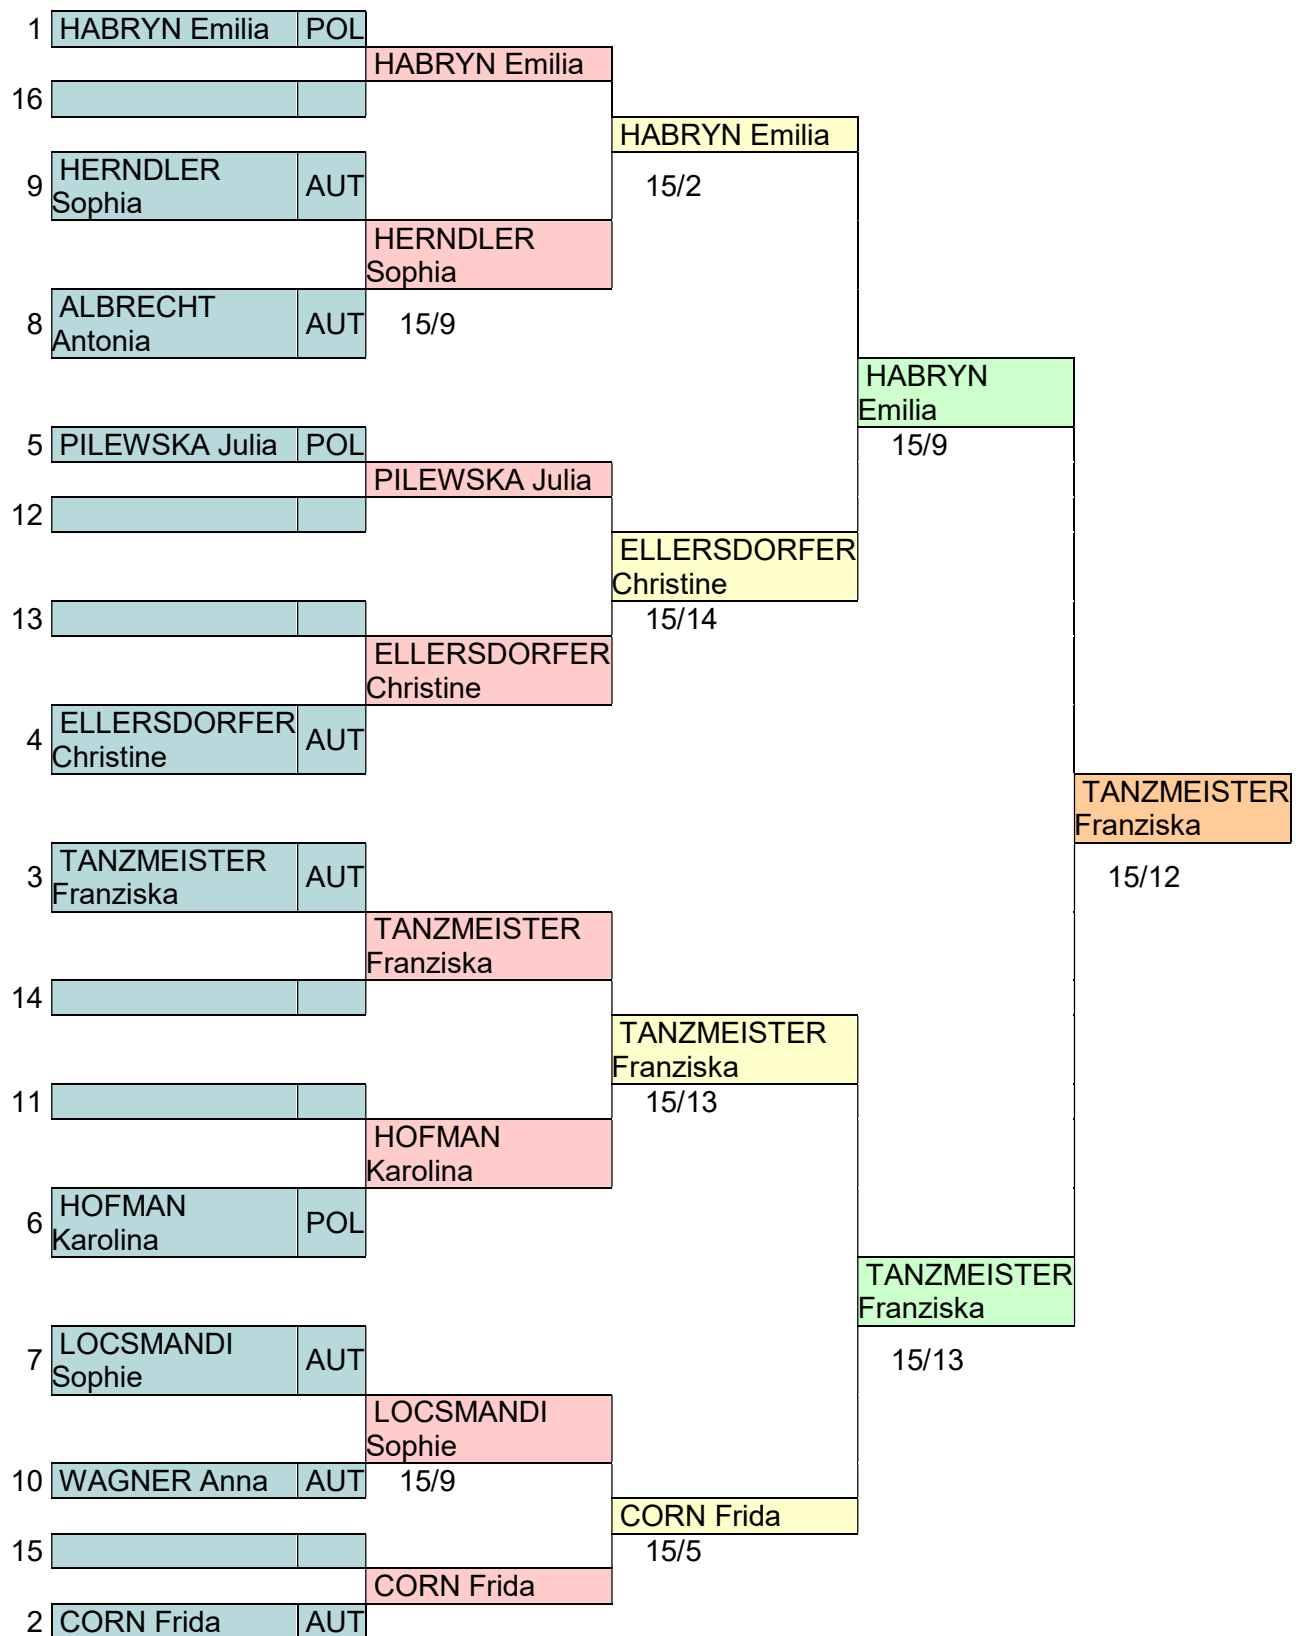 1 HABRYN Emilia POL
HABRYN Emilia
16
HABRYN Emilia
9 HERNDLER
Sophia AUT
15/2
HERNDLER
Sophia
8 ALBRECHT
Antonia AUT
15/9
HABRYN
Emilia
5 PILEWSKA Julia POL
15/9
PILEWSKA Julia
12
ELLERSDORFER
Christine
13
15/14
ELLERSDORFER
Christine
4 ELLERSDORFER
Christine AUT
TANZMEISTER
Franziska
3 TANZMEISTER
Franziska AUT
15/12
TANZMEISTER
Franziska
14
TANZMEISTER
Franziska
11
15/13
HOFMAN
Karolina
6 HOFMAN
Karolina POL
TANZMEISTER
Franziska
7 LOCSMANDI
Sophie AUT
15/13
LOCSMANDI
Sophie
10 WAGNER Anna AUT
15/9
CORN Frida
15
15/5
CORN Frida
2 CORN Frida AUT